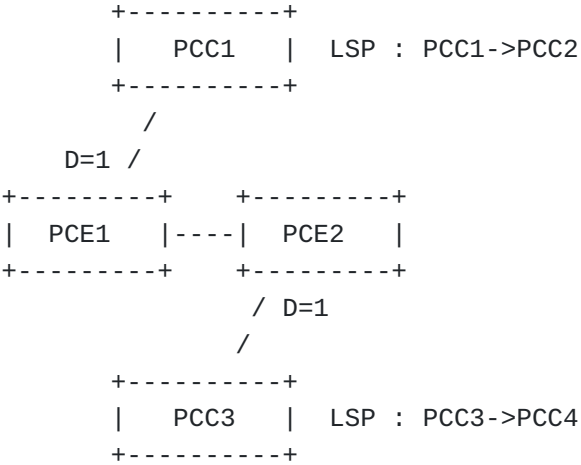 +----------+
|   PCC1   |  LSP : PCC1->PCC2
+----------+
/
D=1 /
+---------+    +---------+
|  PCE1   |----|  PCE2   |
+---------+    +---------+
/ D=1
/
+----------+
|   PCC3   |  LSP : PCC3->PCC4
+----------+